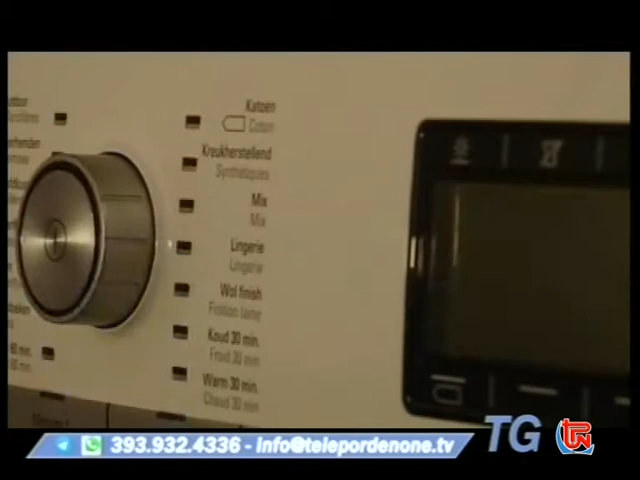 Katoen
Coton
Kreukherstellend
Synthétiques
Mix
Mix
Lingerie
Lingerie
Wol finish
Finition laine
Koud 30 min.
Froid 30 min.
Warm 30 min.
Chaud 30 min.
393.932.4336 - info@telepordenone.tv
TG